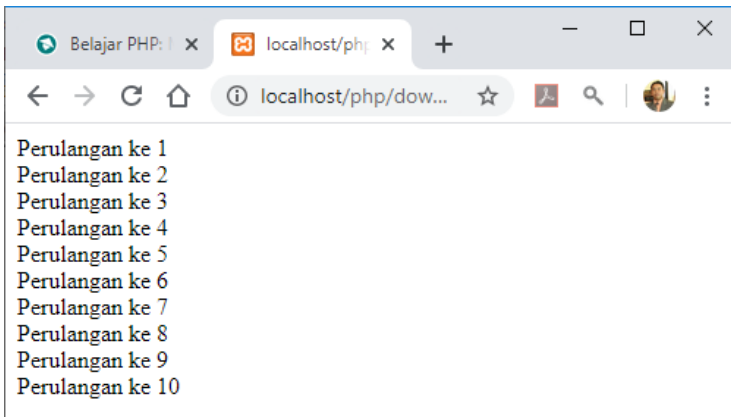 Belajar PHP:
localhost/php
localhost/php/dow...
Perulangan ke 1
Perulangan ke 2
Perulangan ke 3
Perulangan ke 4
Perulangan ke 5
Perulangan ke 6
Perulangan ke 7
Perulangan ke 8
Perulangan ke 9
Perulangan ke 10